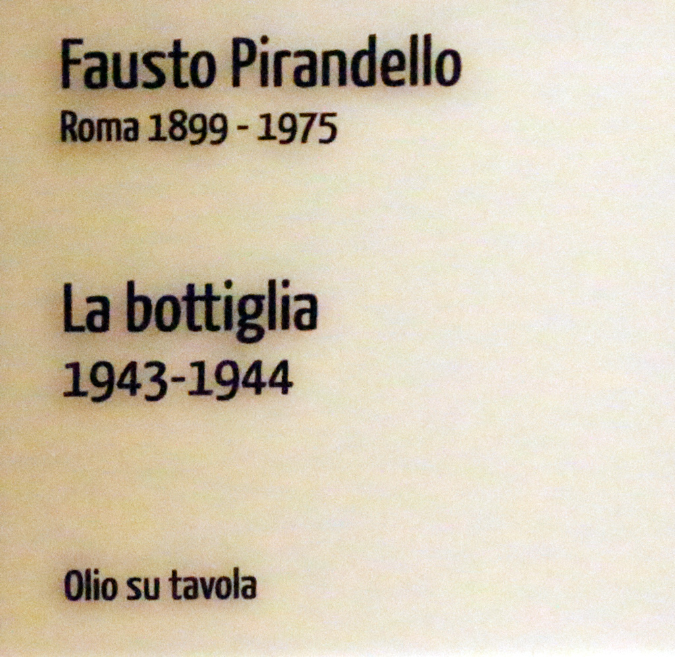 Fausto Pirandello
Roma 1899 - 1975
La bottiglia
1943-1944
Olio su tavola